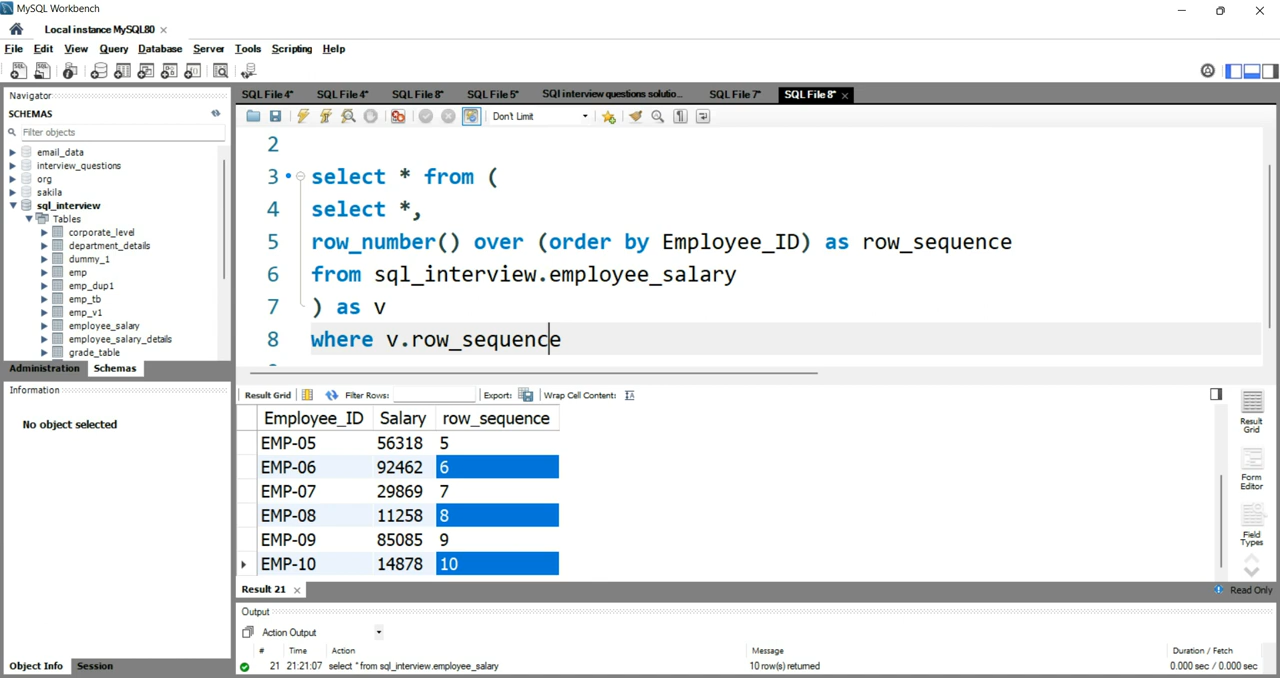 MySQL Workbench
Local instance MySQL80
File Edit View Query Database Server Tools Scripting Help
Navigator
SCHEMAS
Filter objects
email_data
interview_questions
org
sakila
sql_interview
Tables
corporate_level
department_details
dummy_1
emp
emp_dup1
emp_tb
emp_v1
employee_salary
employee_salary_details
grade_table
Administration Schemas
Information
No object selected
Object Info Session
SQL File 4* SQL File 4* SQL File 8* SQL File 5* SQl interview questions solutio... SQL File 7* SQL File 8*
Don't Limit
2
3 select * from (
4 select *,
5 row_number() over (order by Employee_ID) as row_sequence
6 from sql_interview.employee_salary
7 ) as v
8 where v.row_sequence
Result Grid Filter Rows: Export: Wrap Cell Content:
Employee_ID Salary row_sequence
EMP-05 56318 5
EMP-06 92462 6
EMP-07 29869 7
EMP-08 11258 8
EMP-09 85085 9
EMP-10 14878 10
Result Grid
Form Editor
Field Types
Result 21 Read Only
Output
Action Output
# Time Action Message Duration / Fetch
21 21:21:07 select * from sql_interview.employee_salary 10 row(s) returned 0.000 sec / 0.000 sec